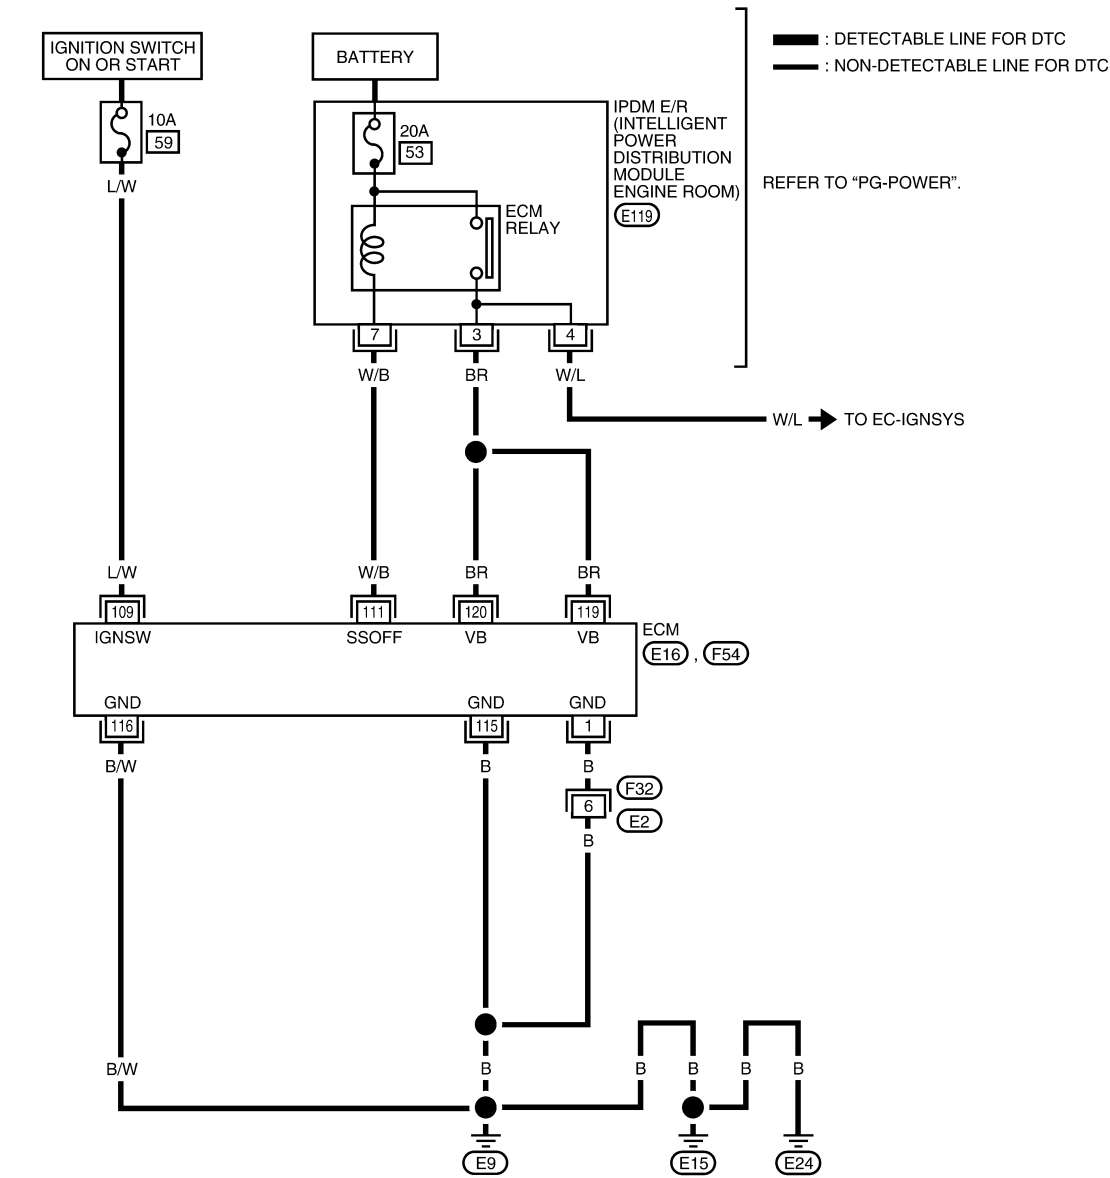 IGNITION SWITCH
ON OR START
BATTERY
: DETECTABLE LINE FOR DTC
: NON-DETECTABLE LINE FOR DTC
10A
59
20A
53
IPDM E/R
(INTELLIGENT
POWER
DISTRIBUTION
MODULE
ENGINE ROOM)
E119
REFER TO “PG-POWER”.
L/W
ECM
RELAY
7
3
4
W/B
BR
W/L
W/L
TO EC-IGNSYS
L/W
W/B
BR
BR
109
111
120
119
IGNSW
SSOFF
VB
VB
ECM
E16 , F54
GND
GND
GND
116
115
1
B/W
B
B
F32
6
E2
B
B/W
B
B
B
B
B
E9
E15
E24